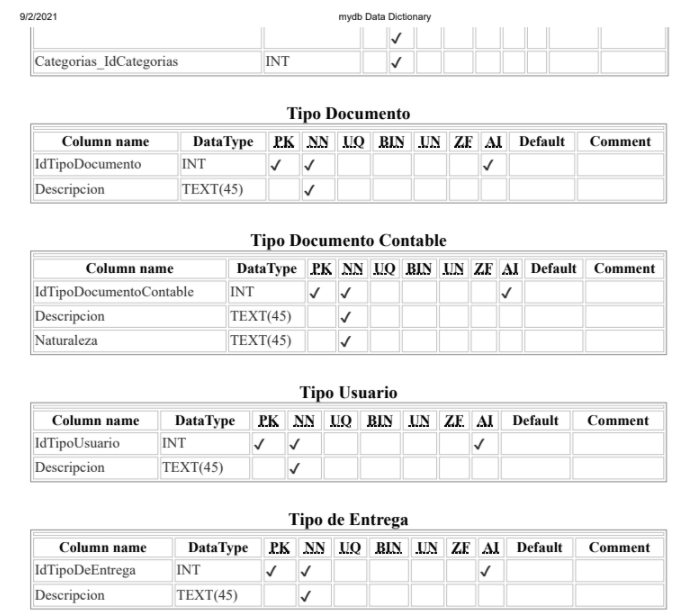 9/2/2021 mydb Data Dictionary
✓
Categorias_IdCategorias INT ✓
Tipo Documento
Column name DataType PK NN UQ BIN UN ZF AI Default Comment
IdTipoDocumento INT ✓ ✓ ✓
Descripcion TEXT(45) ✓
Tipo Documento Contable
Column name DataType PK NN UQ BIN UN ZF AI Default Comment
IdTipoDocumentoContable INT ✓ ✓ ✓
Descripcion TEXT(45) ✓
Naturaleza TEXT(45) ✓
Tipo Usuario
Column name DataType PK NN UQ BIN UN ZF AI Default Comment
IdTipoUsuario INT ✓ ✓ ✓
Descripcion TEXT(45) ✓
Tipo de Entrega
Column name DataType PK NN UQ BIN UN ZF AI Default Comment
IdTipoDeEntrega INT ✓ ✓ ✓
Descripcion TEXT(45) ✓